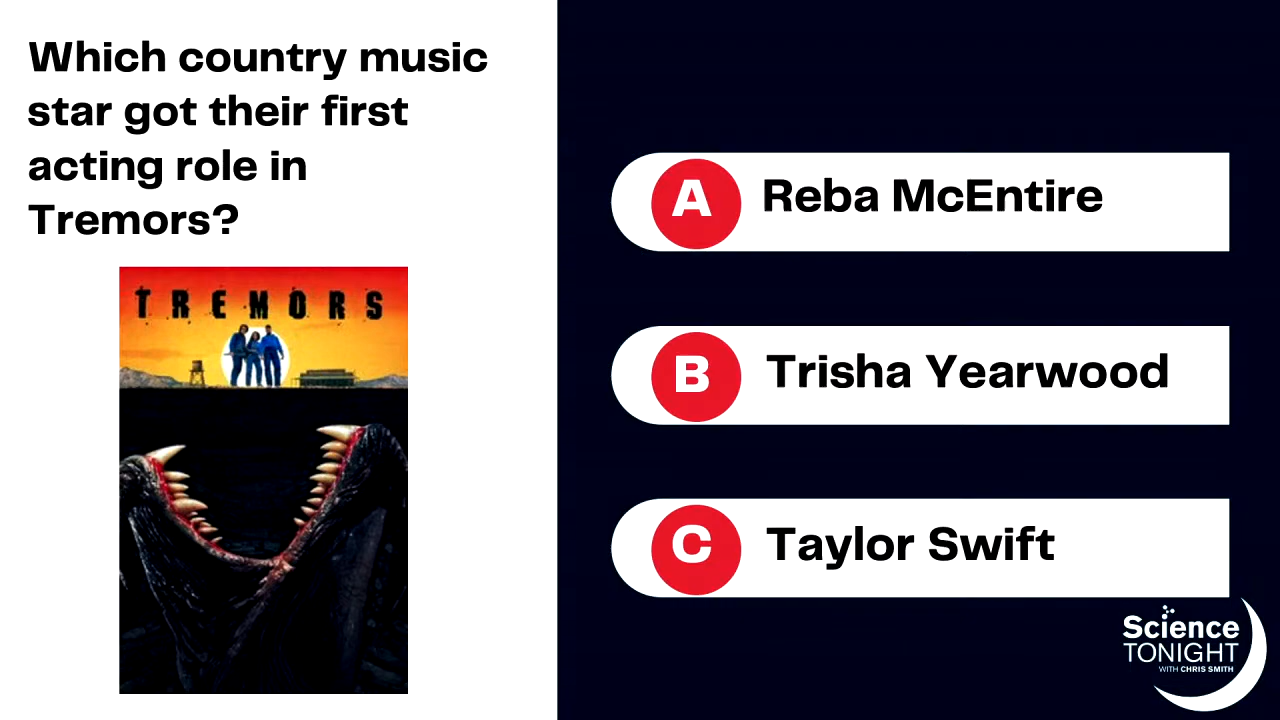 Which country music
star got their first
acting role in
Tremors?
TREMORS
A Reba McEntire
B Trisha Yearwood
C Taylor Swift
Science
TONIGHT
WITH CHRIS SMITH